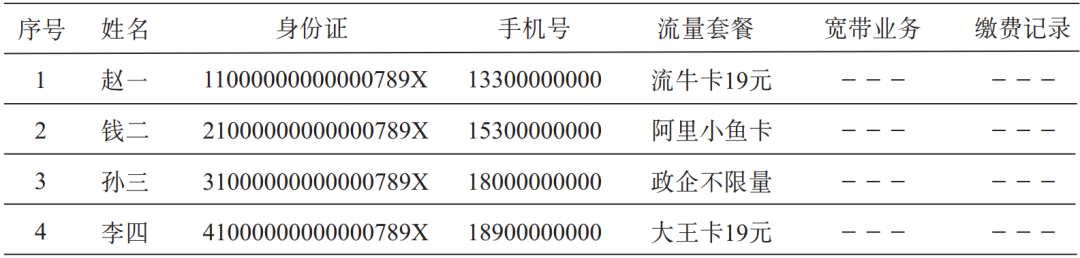 序号 姓名 身份证 手机号 流量套餐 宽带业务 缴费记录
1 赵一 11000000000000789X 13300000000 流牛卡19元 －－－ －－－
2 钱二 21000000000000789X 15300000000 阿里小鱼卡 －－－ －－－
3 孙三 31000000000000789X 18000000000 政企不限量 －－－ －－－
4 李四 41000000000000789X 18900000000 大王卡19元 －－－ －－－